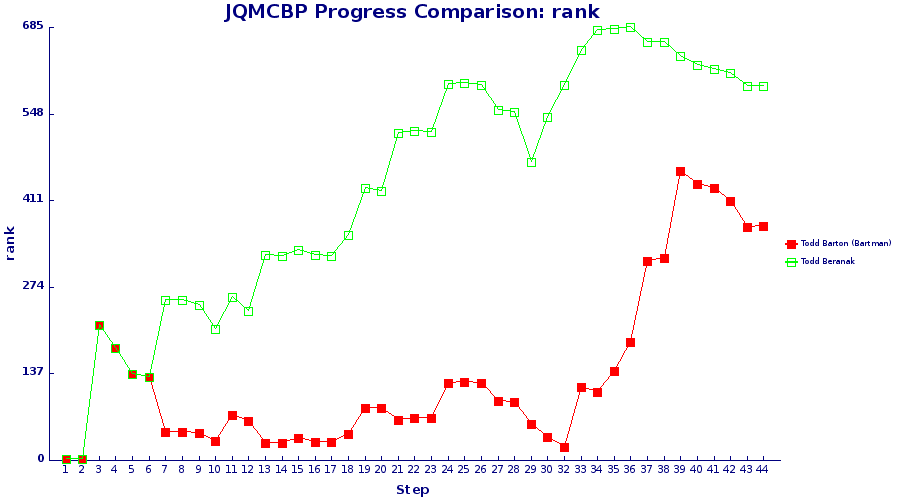 JQMCBP Progress Comparison: rank
685
548
411
274
137
0
rank
1 2 3 4 5 6 7 8 9 10 11 12 13 14 15 16 17 18 19 20 21 22 23 24 25 26 27 28 29 30 32 33 34 35 36 37 38 39 40 41 42 43 44
Step
Todd Barton (Bartman)
Todd Beranak